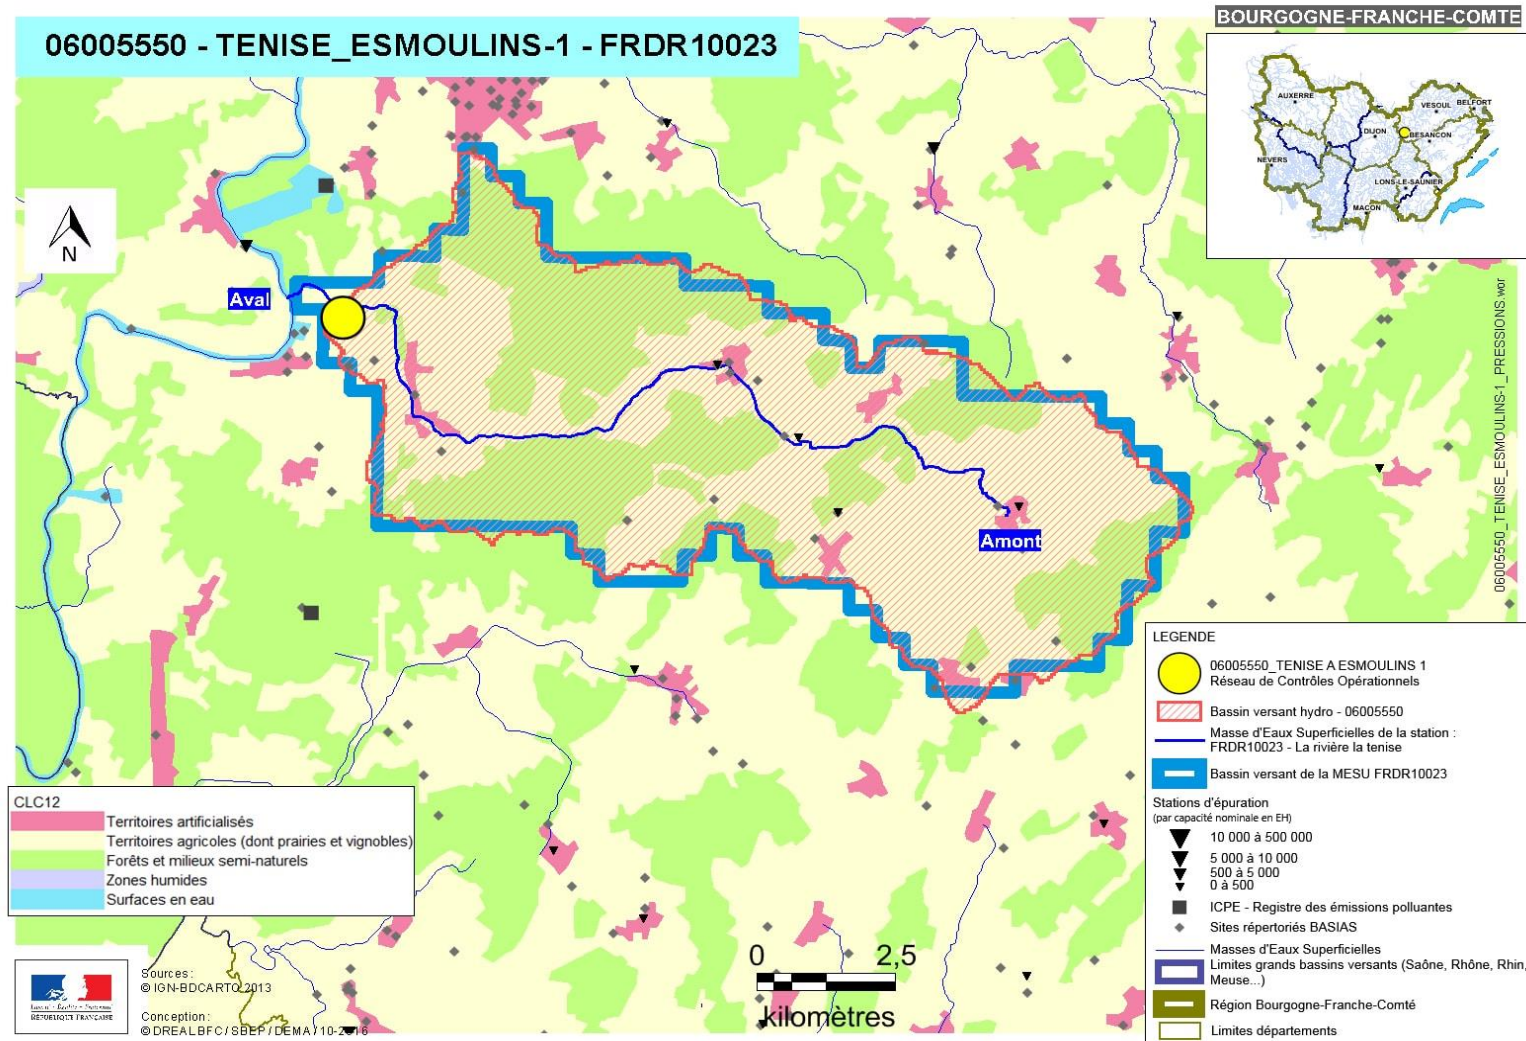 06005550 - TENISE_ESMOULINS-1 - FRDR10023
BOURGOGNE-FRANCHE-COMTE
AUXERRE
VESOUL
BELFORT
DIJON
BESANCON
NEVERS
LONS-LE-SAUNIER
MACON
N
Aval
Amont
06005550_TENISE_ESMOULINS-1_PRESSIONS.wor
LEGENDE
06005550_TENISE A ESMOULINS 1
Réseau de Contrôles Opérationnels
Bassin versant hydro - 06005550
Masse d'Eaux Superficielles de la station :
FRDR10023 - La rivière la tenise
Bassin versant de la MESU FRDR10023
Stations d'épuration
(par capacité nominale en EH)
10 000 à 500 000
5 000 à 10 000
500 à 5 000
0 à 500
ICPE - Registre des émissions polluantes
Sites répertoriés BASIAS
Masses d'Eaux Superficielles
Limites grands bassins versants (Saône, Rhône, Rhin,
Meuse...)
Région Bourgogne-Franche-Comté
Limites départements
CLC12
Territoires artificialisés
Territoires agricoles (dont prairies et vignobles)
Forêts et milieux semi-naturels
Zones humides
Surfaces en eau
0 2,5
kilomètres
Liberté • Égalité • Fraternité
RÉPUBLIQUE FRANÇAISE
Sources :
© IGN-BDCARTO 2013
Conception :
© DREALBFC / SBEP / DEMA / 10-2016